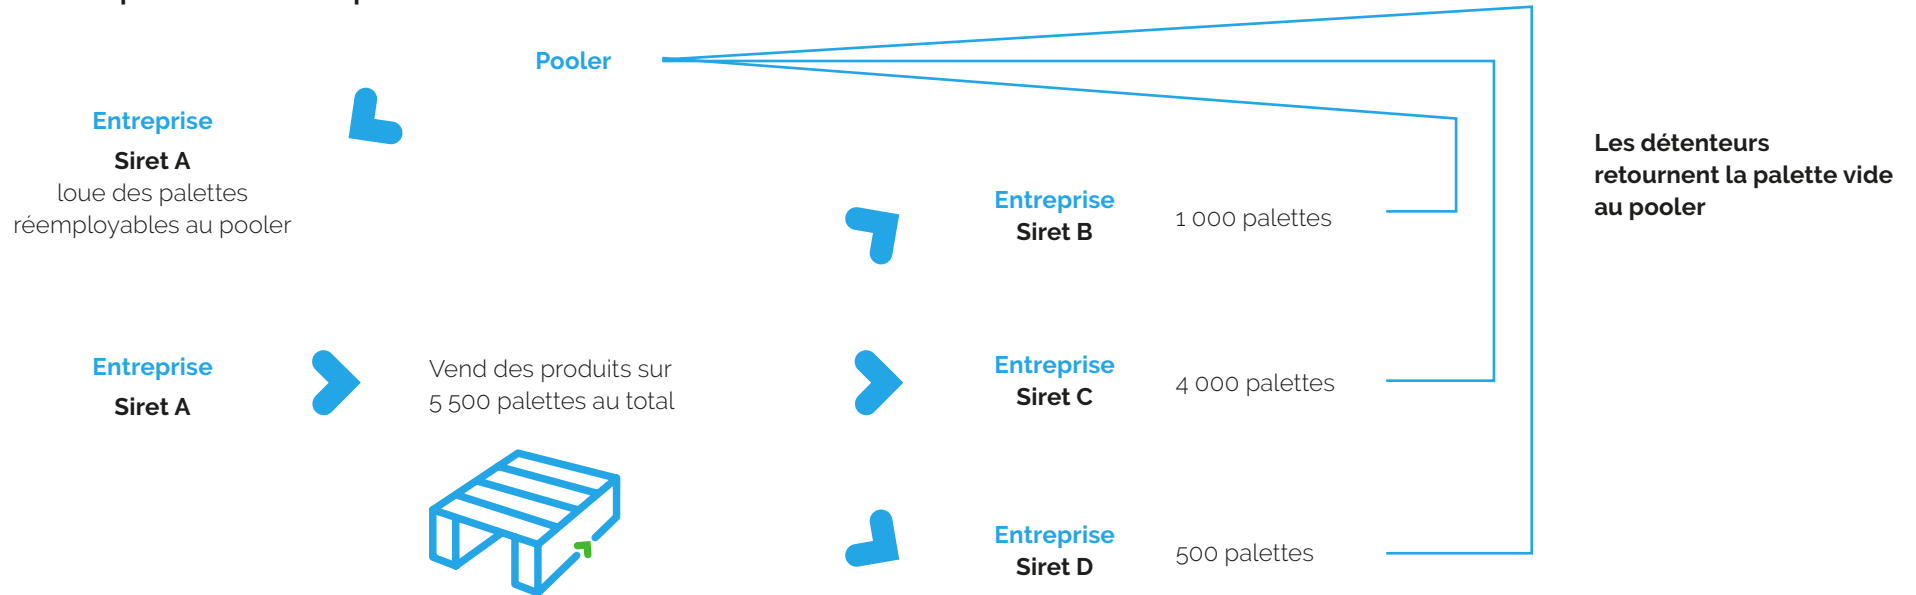 Pooler
Entreprise
Siret A
loue des palettes
réemployables au pooler
Entreprise
Siret B
1 000 palettes
Les détenteurs
retournent la palette vide
au pooler
Entreprise
Siret A
Vend des produits sur
5 500 palettes au total
Entreprise
Siret C
4 000 palettes
Entreprise
Siret D
500 palettes